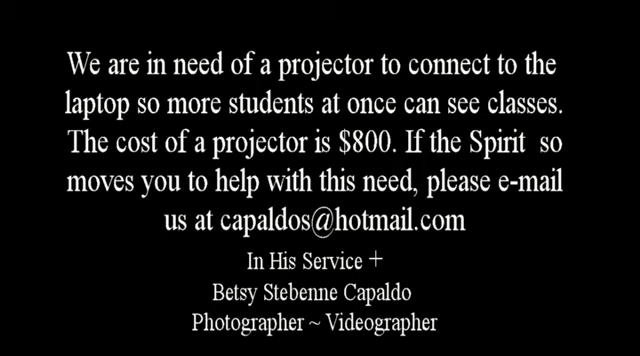 We are in need of a projector to connect to the
laptop so more students at once can see classes.
The cost of a projector is $800. If the Spirit so
moves you to help with this need, please e-mail
us at capaldos@hotmail.com
In His Service +
Betsy Stebenne Capaldo
Photographer ~ Videographer